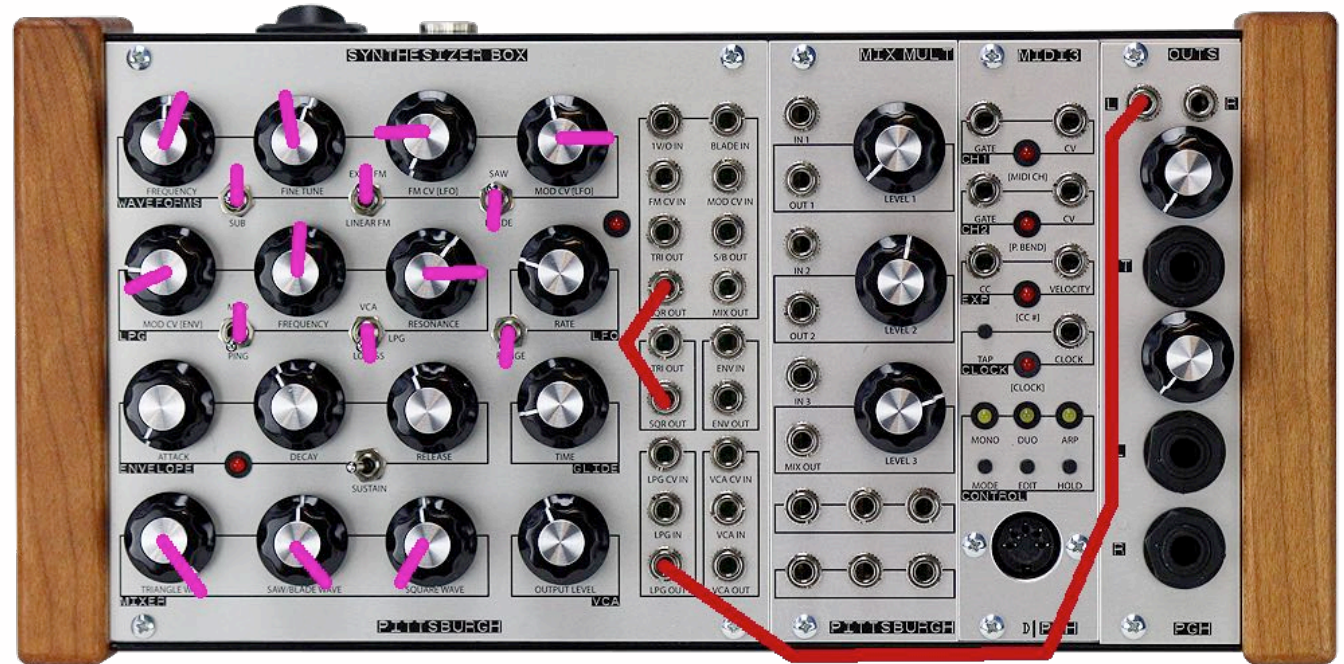 SYNTHESIZER BOX
MIX MULT
MIDI3
OUTS
L
R
1V/O IN
BLADE IN
IN 1
GATE
CV
CH1
[MIDI CH]
FREQUENCY
FINE TUNE
FM CV [LFO]
MOD CV [LFO]
SAW
WAVEFORMS
SUB
LINEAR FM
FM CV IN
MOD CV IN
OUT 1
LEVEL 1
GATE
CV
CH2
[P. BEND]
TRI OUT
S/B OUT
IN 2
CC
VELOCITY
EXP
[CC #]
MOD CV [ENV]
FREQUENCY
RESONANCE
RATE
LPG
LFO
VCA
LPG
PING
MIX OUT
OUT 2
LEVEL 2
TAP
CLOCK
CLOCK
[CLOCK]
TRI OUT
ENV IN
IN 3
SQR OUT
ENV OUT
MONO
DUO
ARP
ATTACK
DECAY
RELEASE
TIME
ENVELOPE
GLIDE
SUSTAIN
LPG CV IN
VCA CV IN
MIX OUT
LEVEL 3
MODE
EDIT
HOLD
CONTROL
LPG IN
VCA IN
R
TRIANGLE
SAW/BLADE WAVE
SQUARE WAVE
OUTPUT LEVEL
MIXER
VCA
LPG OUT
VCA OUT
PITTSBURGH
PITTSBURGH
PGH